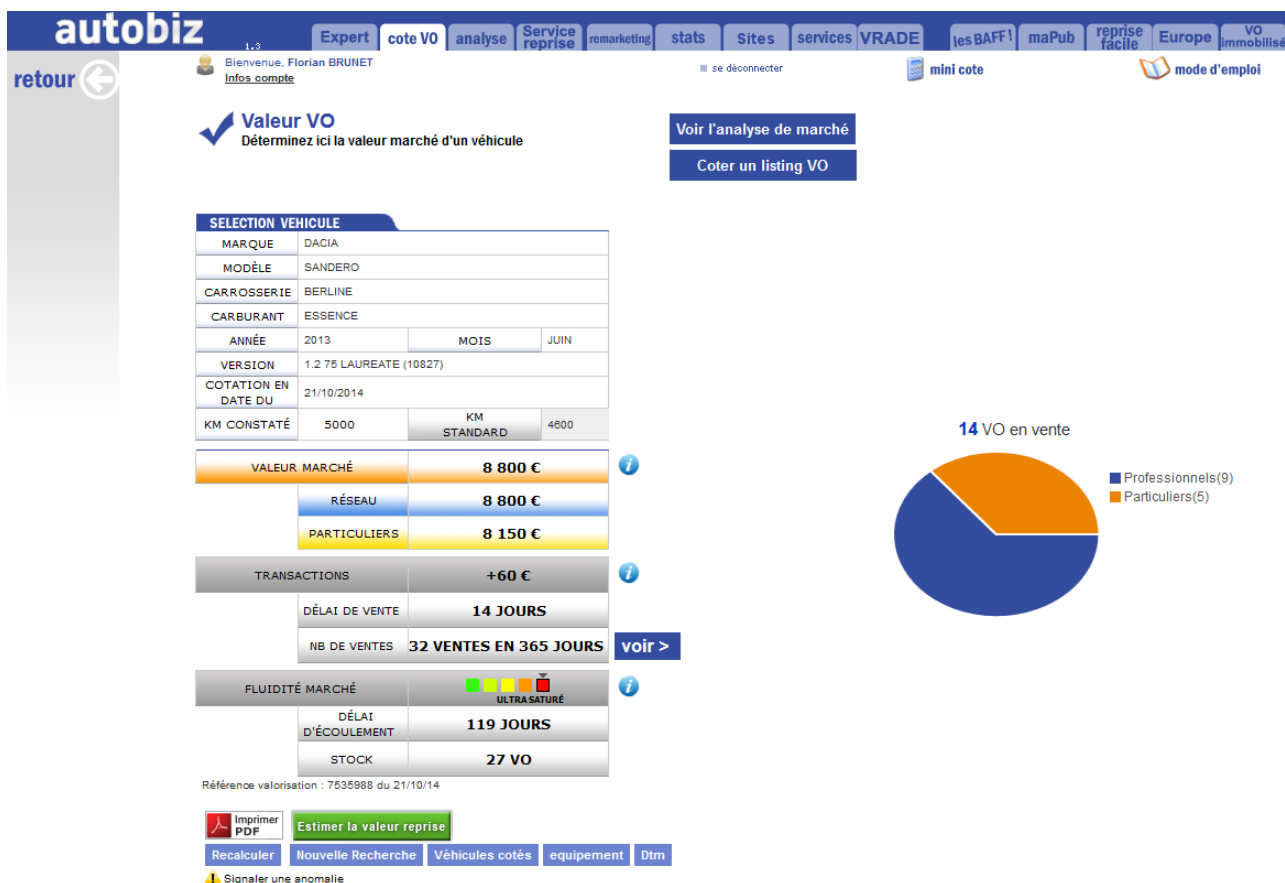 autobiz 1.3
Expert cote VO analyse Service reprise remarketing stats Sites services VRADE les BAFF! maPub reprise facile Europe VO immobilisé
retour
Bienvenue, Florian BRUNET
Infos compte
se déconnecter
mini cote
mode d'emploi
Valeur VO
Déterminez ici la valeur marché d'un véhicule
Voir l'analyse de marché
Coter un listing VO
SELECTION VEHICULE
MARQUE DACIA
MODÈLE SANDERO
CARROSSERIE BERLINE
CARBURANT ESSENCE
ANNÉE 2013 MOIS JUIN
VERSION 1.2 75 LAUREATE (10827)
COTATION EN DATE DU 21/10/2014
KM CONSTATÉ 5000 KM STANDARD 4600
VALEUR MARCHÉ 8 800 €
RÉSEAU 8 800 €
PARTICULIERS 8 150 €
TRANSACTIONS +60 €
DÉLAI DE VENTE 14 JOURS
NB DE VENTES 32 VENTES EN 365 JOURS voir >
FLUIDITÉ MARCHÉ ULTRA SATURÉ
DÉLAI D'ÉCOULEMENT 119 JOURS
STOCK 27 VO
Référence valorisation : 7535988 du 21/10/14
14 VO en vente
Professionnels(9)
Particuliers(5)
Imprimer PDF
Estimer la valeur reprise
Recalculer Nouvelle Recherche Véhicules cotés equipement Dtm
Signaler une anomalie